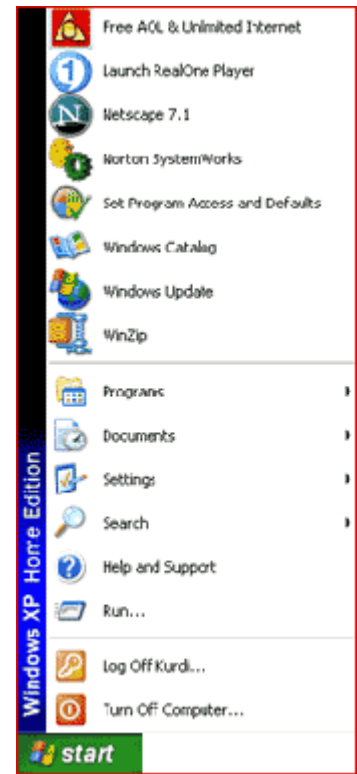 Free AOL & Unlimited Internet
Launch RealOne Player
Netscape 7.1
Norton SystemWorks
Set Program Access and Defaults
Windows Catalog
Windows Update
WinZip
Programs
Documents
Settings
Search
Help and Support
Run...
Log Off Kurdi...
Turn Off Computer...
Windows XP Home Edition
start